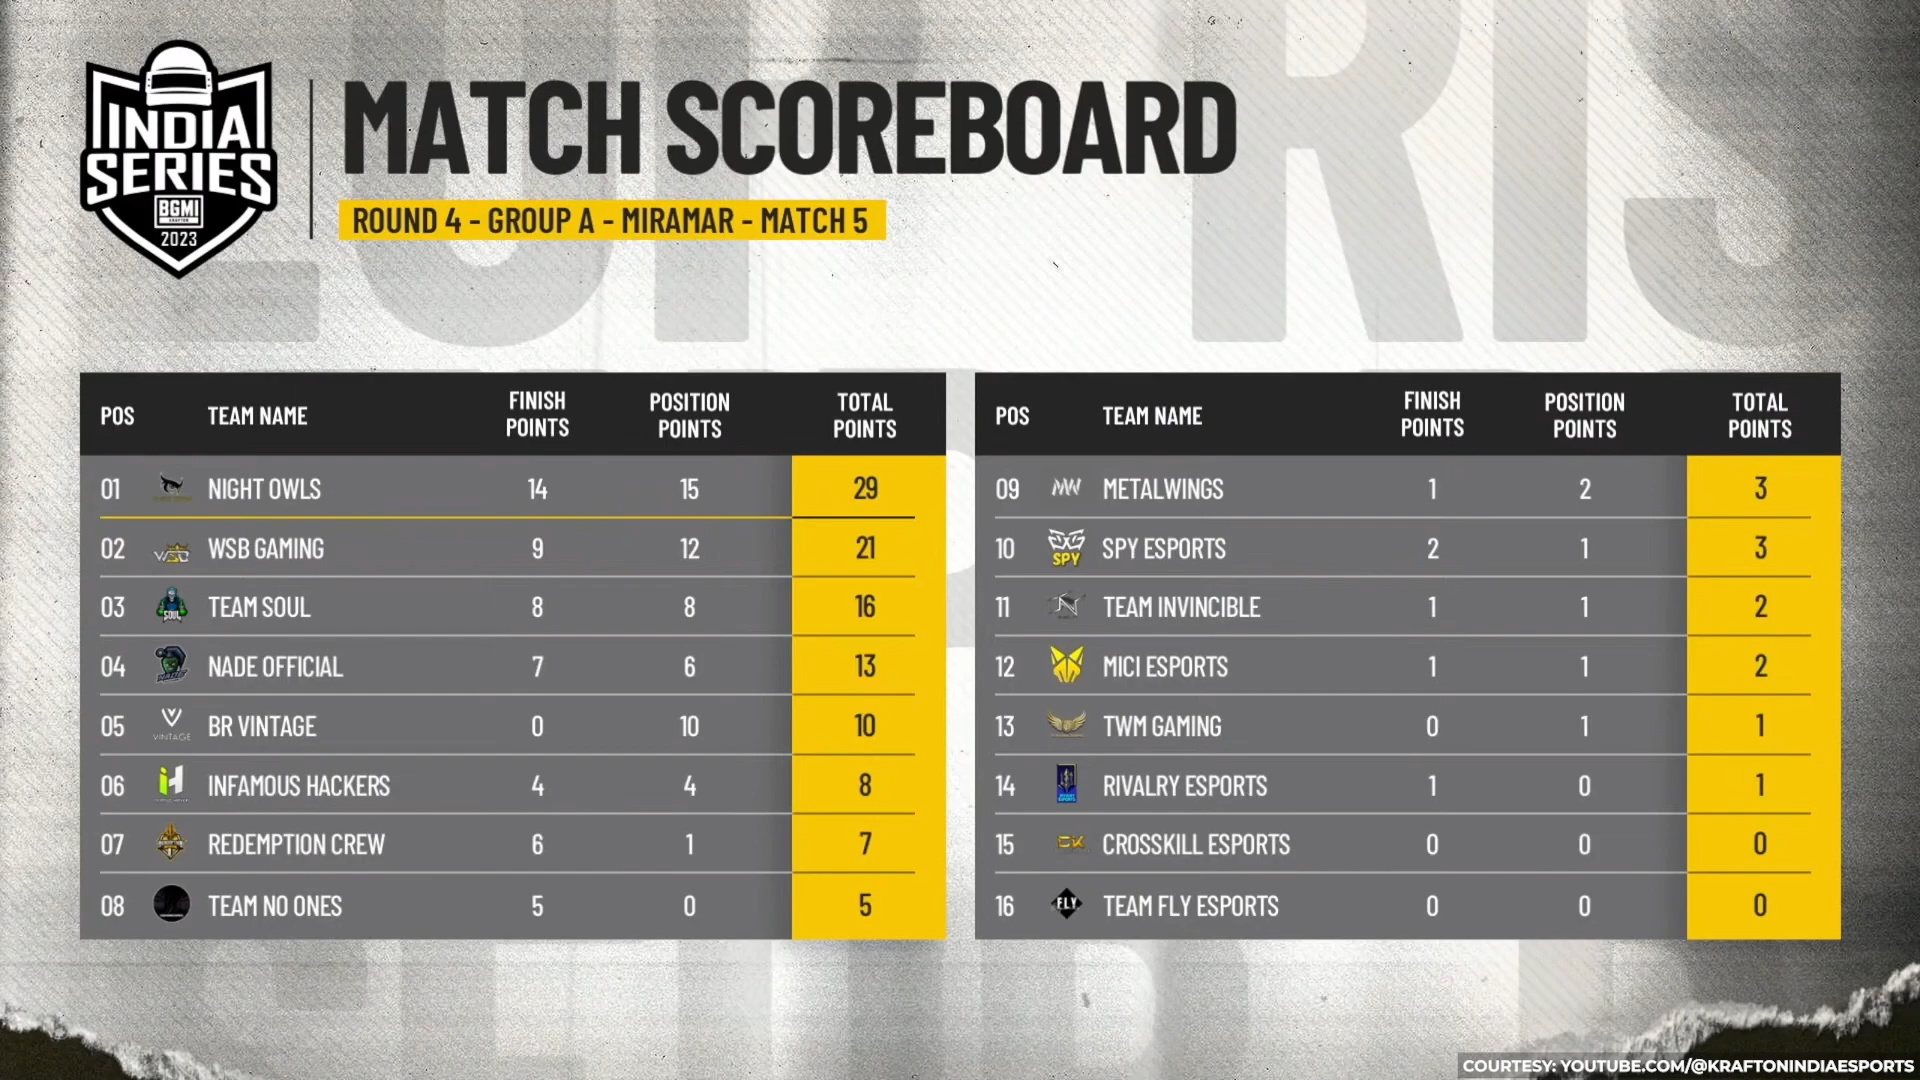 INDIA
SERIES
BGMI
KRAFTON
2023
MATCH SCOREBOARD
ROUND 4 - GROUP A - MIRAMAR - MATCH 5
POS TEAM NAME FINISH POINTS POSITION POINTS TOTAL POINTS
01 NIGHT OWLS 14 15 29
02 WSB GAMING 9 12 21
03 TEAM SOUL 8 8 16
04 NADE OFFICIAL 7 6 13
05 VINTAGE BR VINTAGE 0 10 10
06 INFAMOUS HACKERS 4 4 8
07 REDEMPTION CREW 6 1 7
08 TEAM NO ONES 5 0 5
POS TEAM NAME FINISH POINTS POSITION POINTS TOTAL POINTS
09 MW METALWINGS 1 2 3
10 SPY SPY ESPORTS 2 1 3
11 TEAM INVINCIBLE 1 1 2
12 MICI ESPORTS 1 1 2
13 TWM GAMING 0 1 1
14 RIVALRY ESPORTS 1 0 1
15 CROSSKILL ESPORTS 0 0 0
16 FLY TEAM FLY ESPORTS 0 0 0
COURTESY: YOUTUBE.COM/@KRAFTONINDIAESPORTS